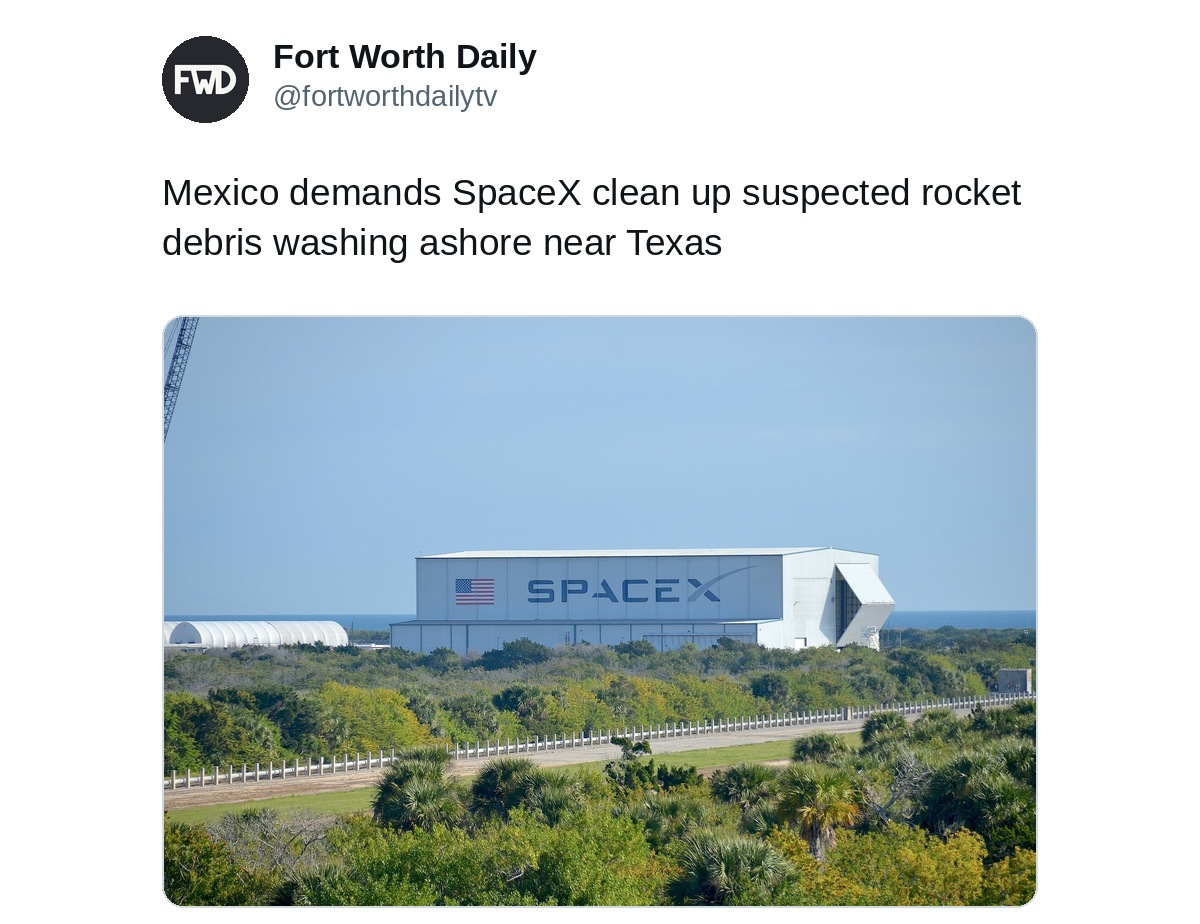 FWD
Fort Worth Daily
@fortworthdailytv
Mexico demands SpaceX clean up suspected rocket
debris washing ashore near Texas
SPACEX